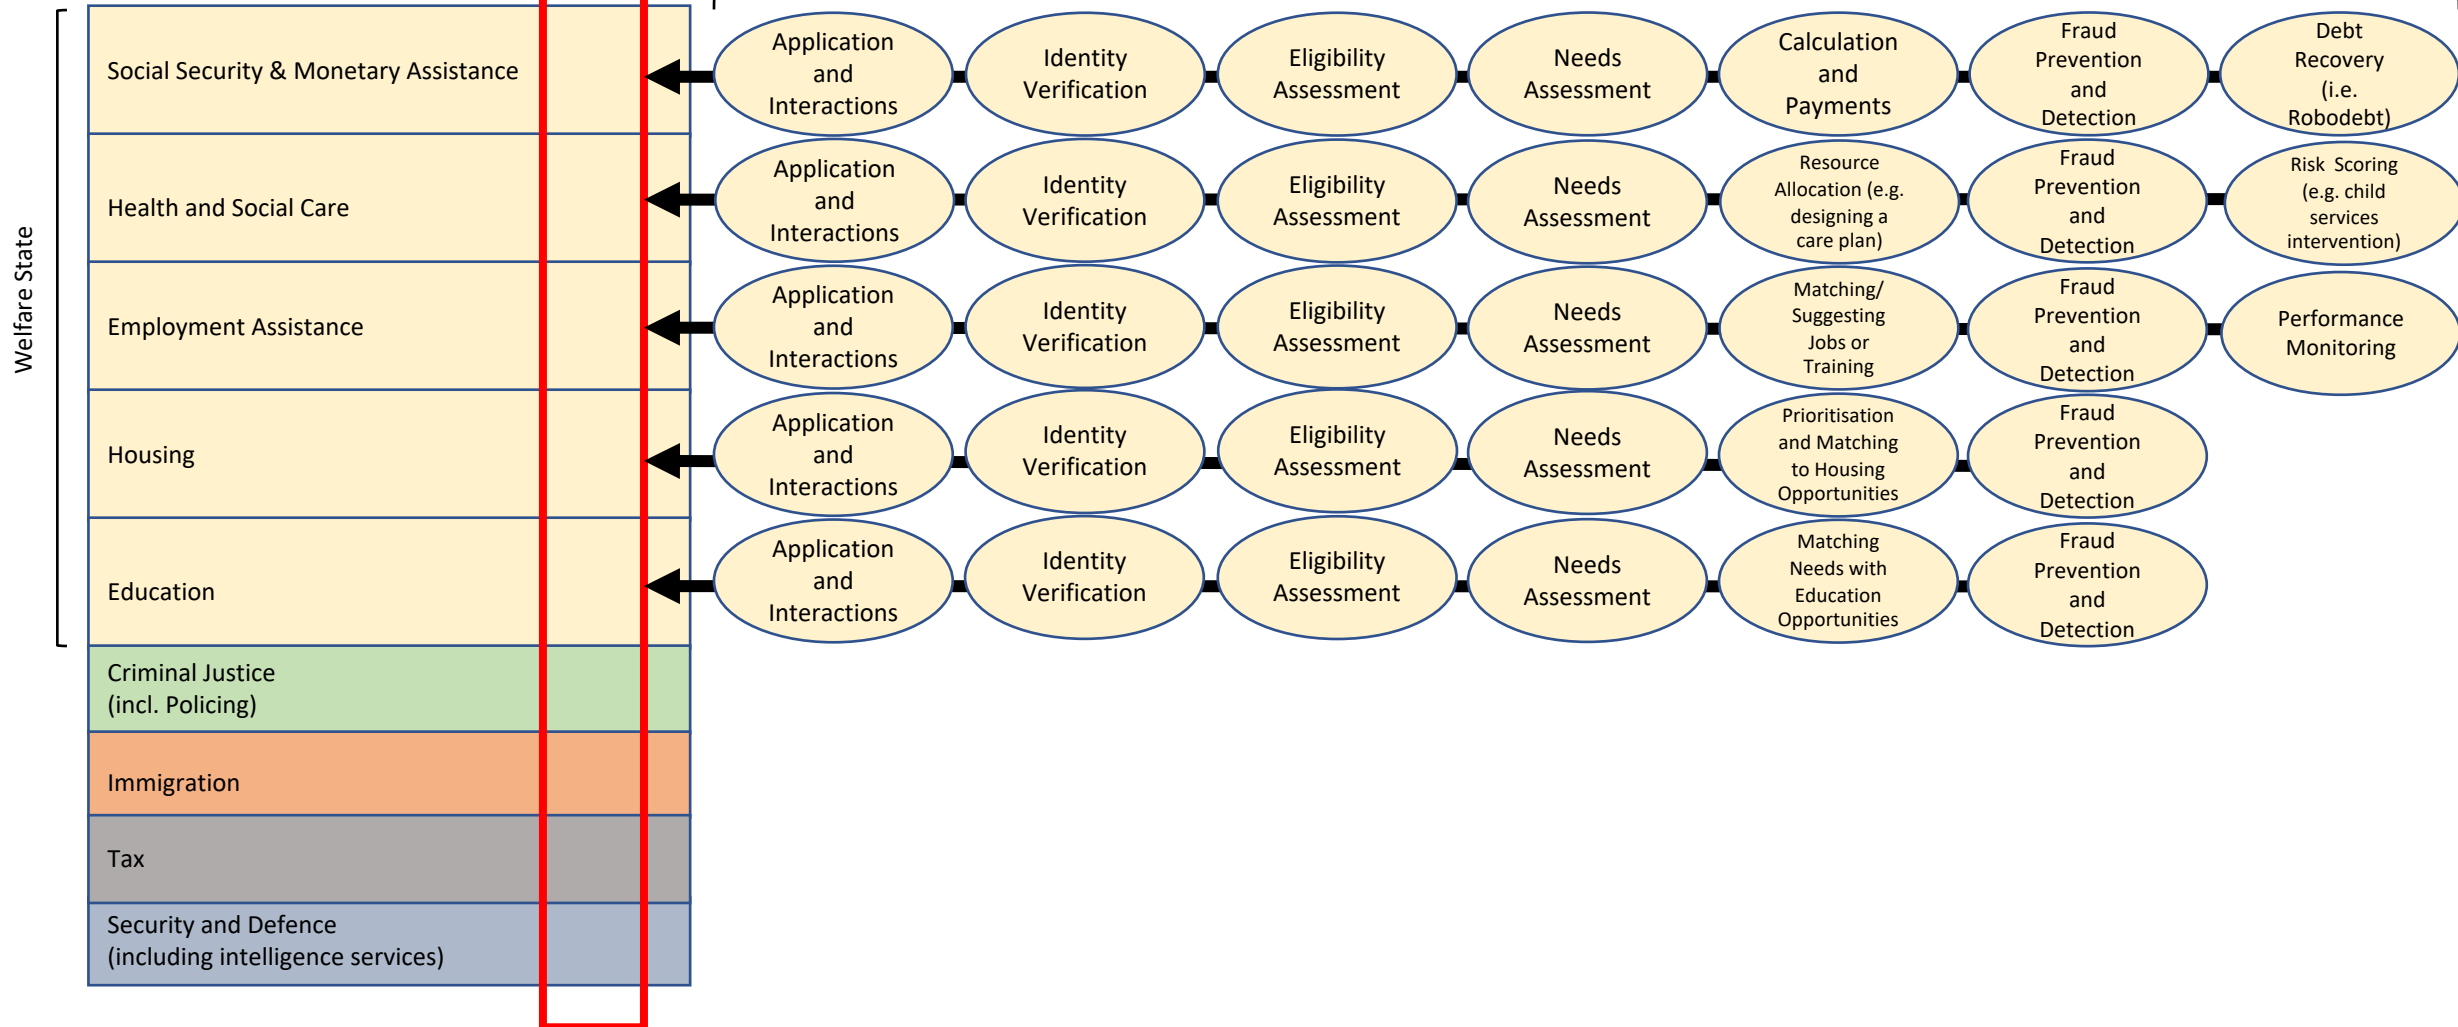 Welfare State
Social Security & Monetary Assistance
Application
and
Interactions
Identity
Verification
Eligibility
Assessment
Needs
Assessment
Calculation
and
Payments
Fraud
Prevention
and
Detection
Debt
Recovery
(i.e.
Robodebt)
Health and Social Care
Application
and
Interactions
Identity
Verification
Eligibility
Assessment
Needs
Assessment
Resource
Allocation (e.g.
designing a
care plan)
Fraud
Prevention
and
Detection
Risk Scoring
(e.g. child
services
intervention)
Employment Assistance
Application
and
Interactions
Identity
Verification
Eligibility
Assessment
Needs
Assessment
Matching/
Suggesting
Jobs or
Training
Fraud
Prevention
and
Detection
Performance
Monitoring
Housing
Application
and
Interactions
Identity
Verification
Eligibility
Assessment
Needs
Assessment
Prioritisation
and Matching
to Housing
Opportunities
Fraud
Prevention
and
Detection
Education
Application
and
Interactions
Identity
Verification
Eligibility
Assessment
Needs
Assessment
Matching
Needs with
Education
Opportunities
Fraud
Prevention
and
Detection
Criminal Justice
(incl. Policing)
Immigration
Tax
Security and Defence
(including intelligence services)